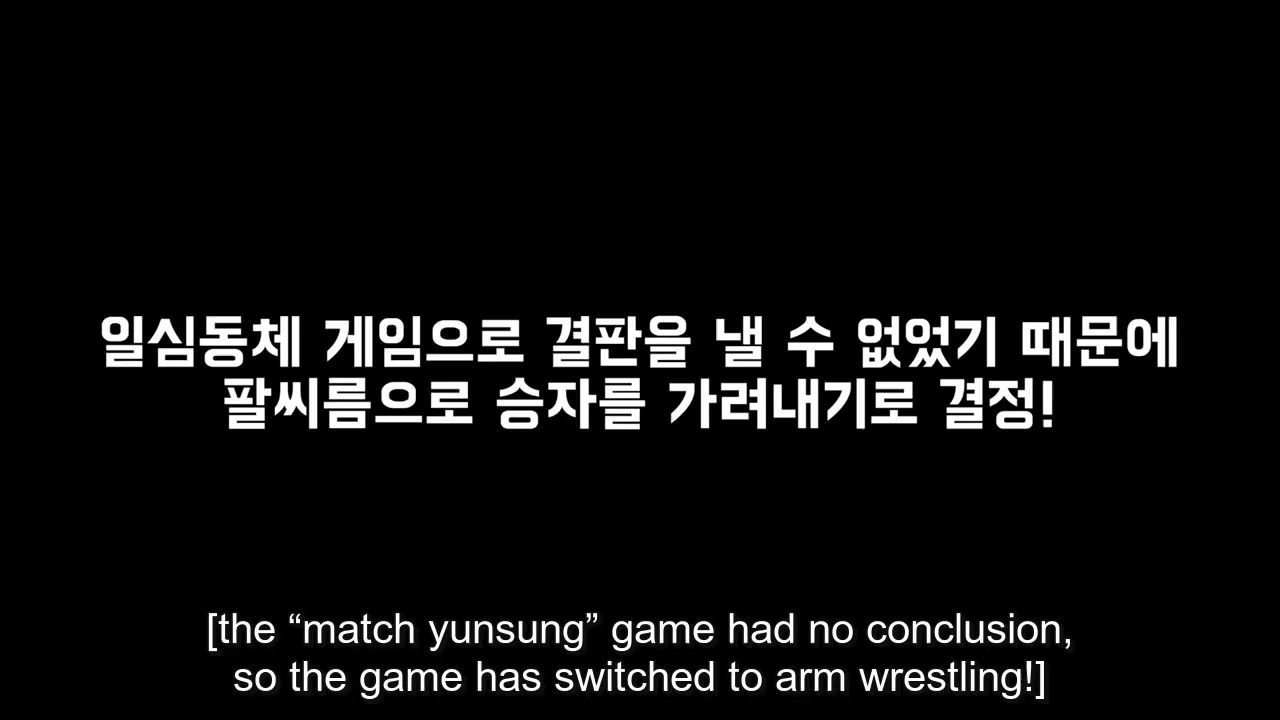 일심동체 게임으로 결판을 낼 수 없었기 때문에
팔씨름으로 승자를 가려내기로 결정!
[the “match yunsung” game had no conclusion,
so the game has switched to arm wrestling!]